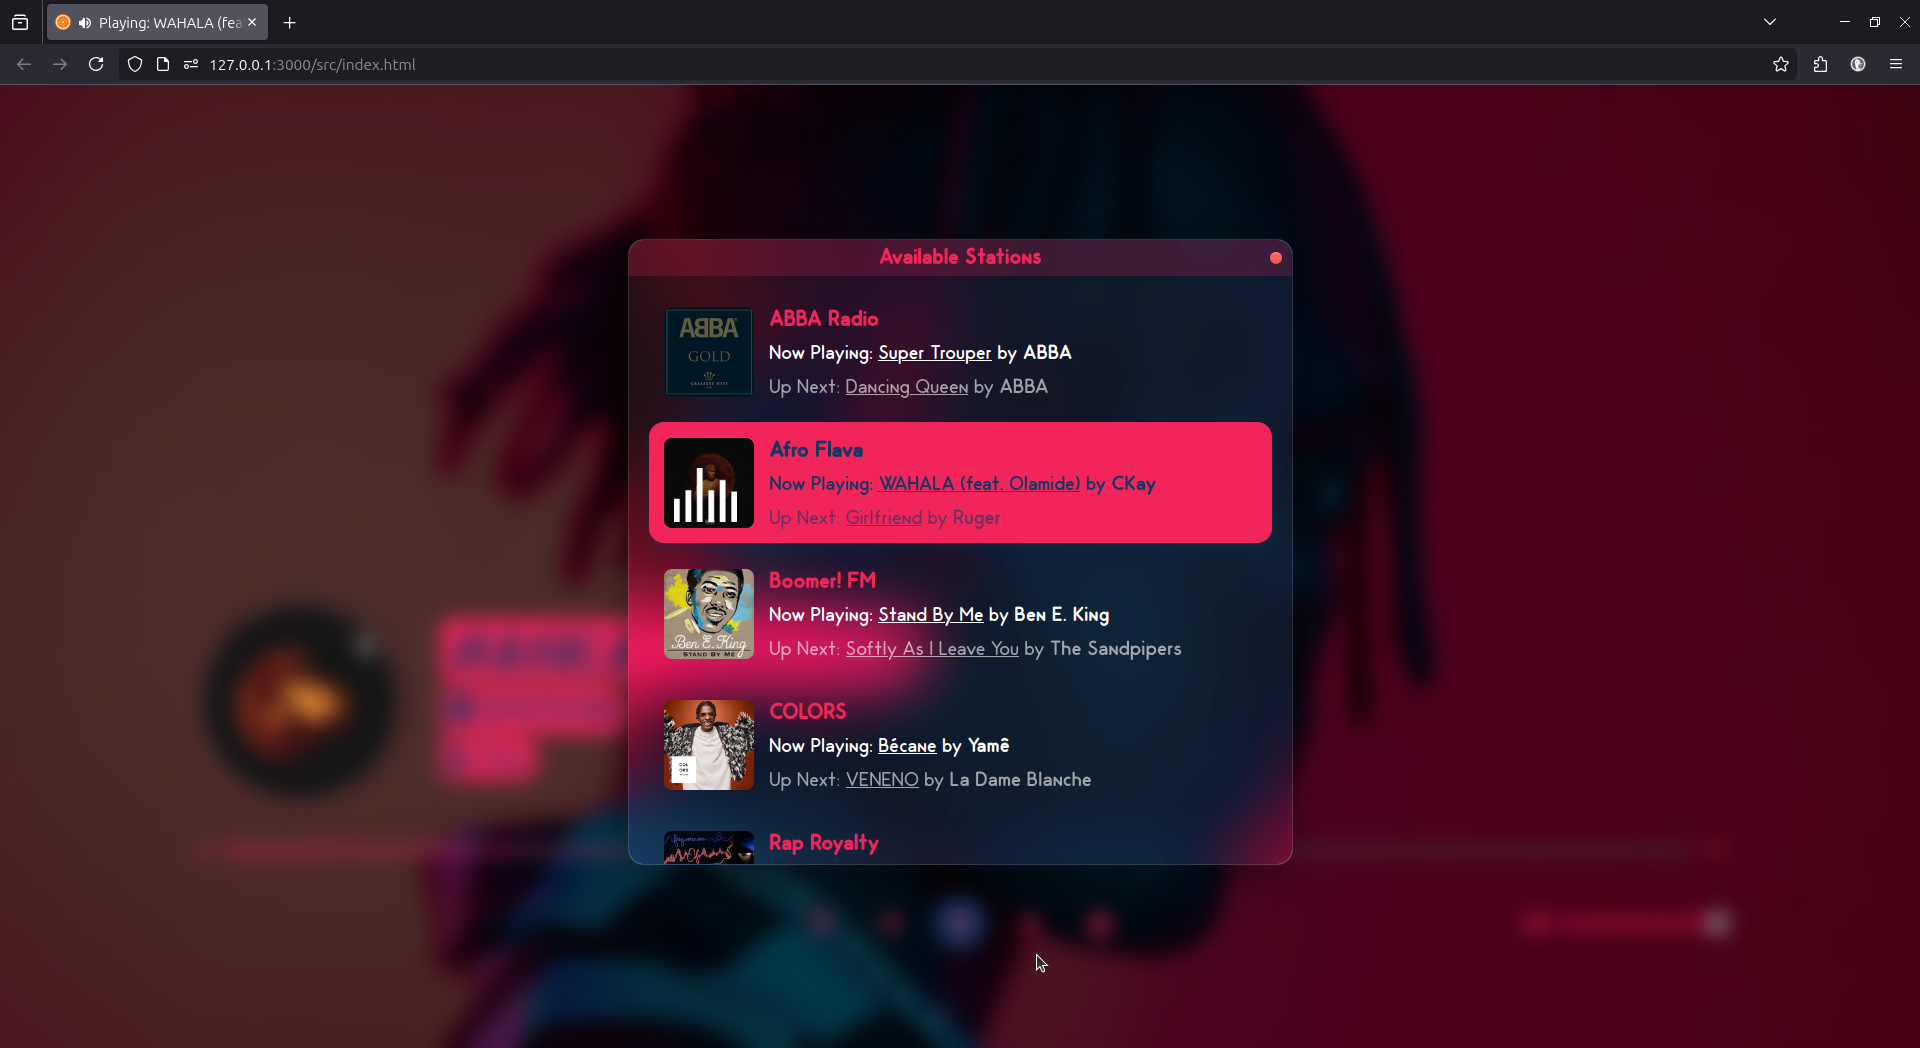 Playing: WAHALA (fea
127.0.0.1:3000/src/index.html
Available Stations
ABBA
GOLD
GREATEST HITS
ABBA Radio
Now Playing: Super Trouper by ABBA
Up Next: Dancing Queen by ABBA
Afro Flava
Now Playing: WAHALA (feat. Olamide) by CKay
Up Next: Girlfriend by Ruger
Ben E. King
STAND BY ME
Boomer! FM
Now Playing: Stand By Me by Ben E. King
Up Next: Softly As I Leave You by The Sandpipers
COL
ORS
COLORS
Now Playing: Bécane by Yamê
Up Next: VENENO by La Dame Blanche
Rap Royalty